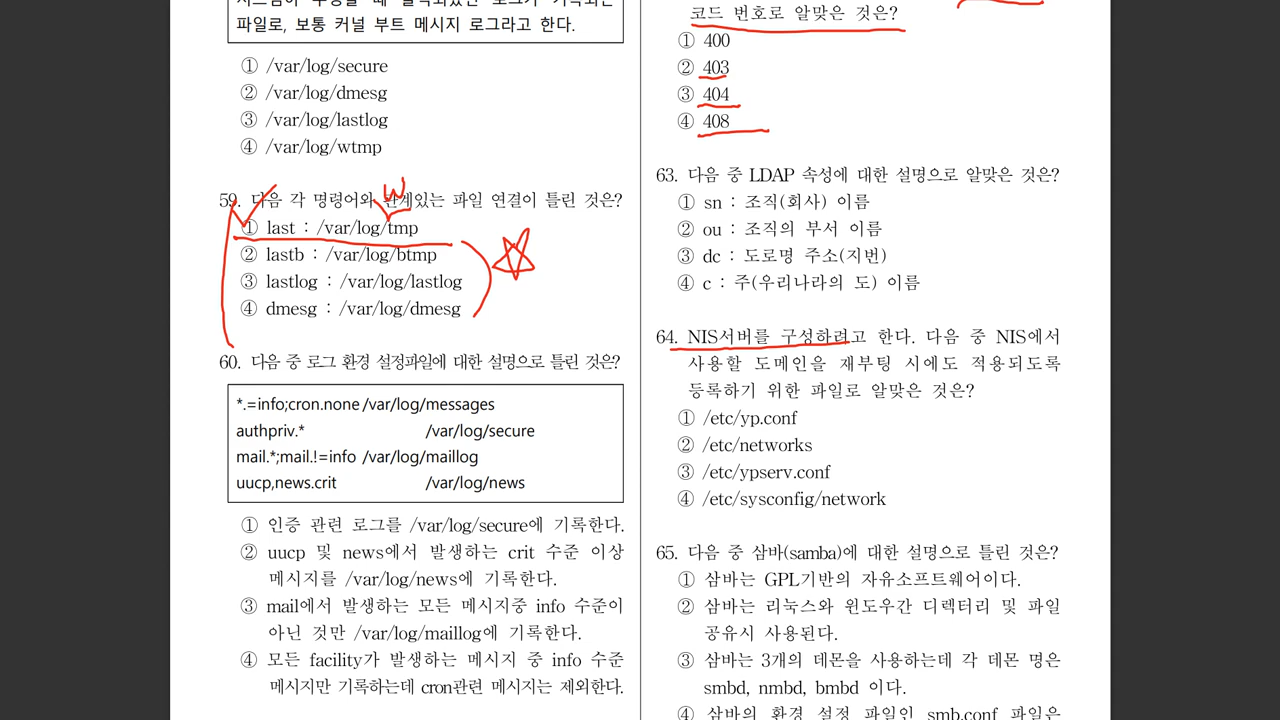 파일로, 보통 커널 부트 메시지 로그라고 한다.
① /var/log/secure
② /var/log/dmesg
③ /var/log/lastlog
④ /var/log/wtmp
59. 다음 각 명령어와 관계있는 파일 연결이 틀린 것은?
W
① last : /var/log/tmp
② lastb : /var/log/btmp
③ lastlog : /var/log/lastlog
④ dmesg : /var/log/dmesg
60. 다음 중 로그 환경 설정파일에 대한 설명으로 틀린 것은?
*.=info;cron.none /var/log/messages
authpriv.* /var/log/secure
mail.*;mail.!=info /var/log/maillog
uucp,news.crit /var/log/news
① 인증 관련 로그를 /var/log/secure에 기록한다.
② uucp 및 news에서 발생하는 crit 수준 이상
메시지를 /var/log/news에 기록한다.
③ mail에서 발생하는 모든 메시지중 info 수준이
아닌 것만 /var/log/maillog에 기록한다.
④ 모든 facility가 발생하는 메시지 중 info 수준
메시지만 기록하는데 cron관련 메시지는 제외한다.
코드 번호로 알맞은 것은?
① 400
② 403
③ 404
④ 408
63. 다음 중 LDAP 속성에 대한 설명으로 알맞은 것은?
① sn : 조직(회사) 이름
② ou : 조직의 부서 이름
③ dc : 도로명 주소(지번)
④ c : 주(우리나라의 도) 이름
64. NIS서버를 구성하려고 한다. 다음 중 NIS에서
사용할 도메인을 재부팅 시에도 적용되도록
등록하기 위한 파일로 알맞은 것은?
① /etc/yp.conf
② /etc/networks
③ /etc/ypserv.conf
④ /etc/sysconfig/network
65. 다음 중 삼바(samba)에 대한 설명으로 틀린 것은?
① 삼바는 GPL기반의 자유소프트웨어이다.
② 삼바는 리눅스와 윈도우간 디렉터리 및 파일
공유시 사용된다.
③ 삼바는 3개의 데몬을 사용하는데 각 데몬 명은
smbd, nmbd, bmbd 이다.
④ 삼바의 환경 설정 파일인 smb.conf 파일은